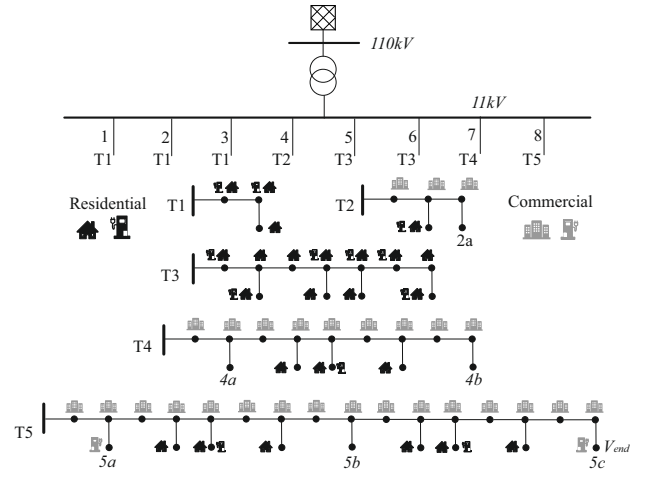 110kV
11kV
1 2 3 4 5 6 7 8
T1 T1 T1 T2 T3 T3 T4 T5
Residential
T1
T2
2a
Commercial
T3
T4
4a
4b
T5
5a
5b
5c
Vend